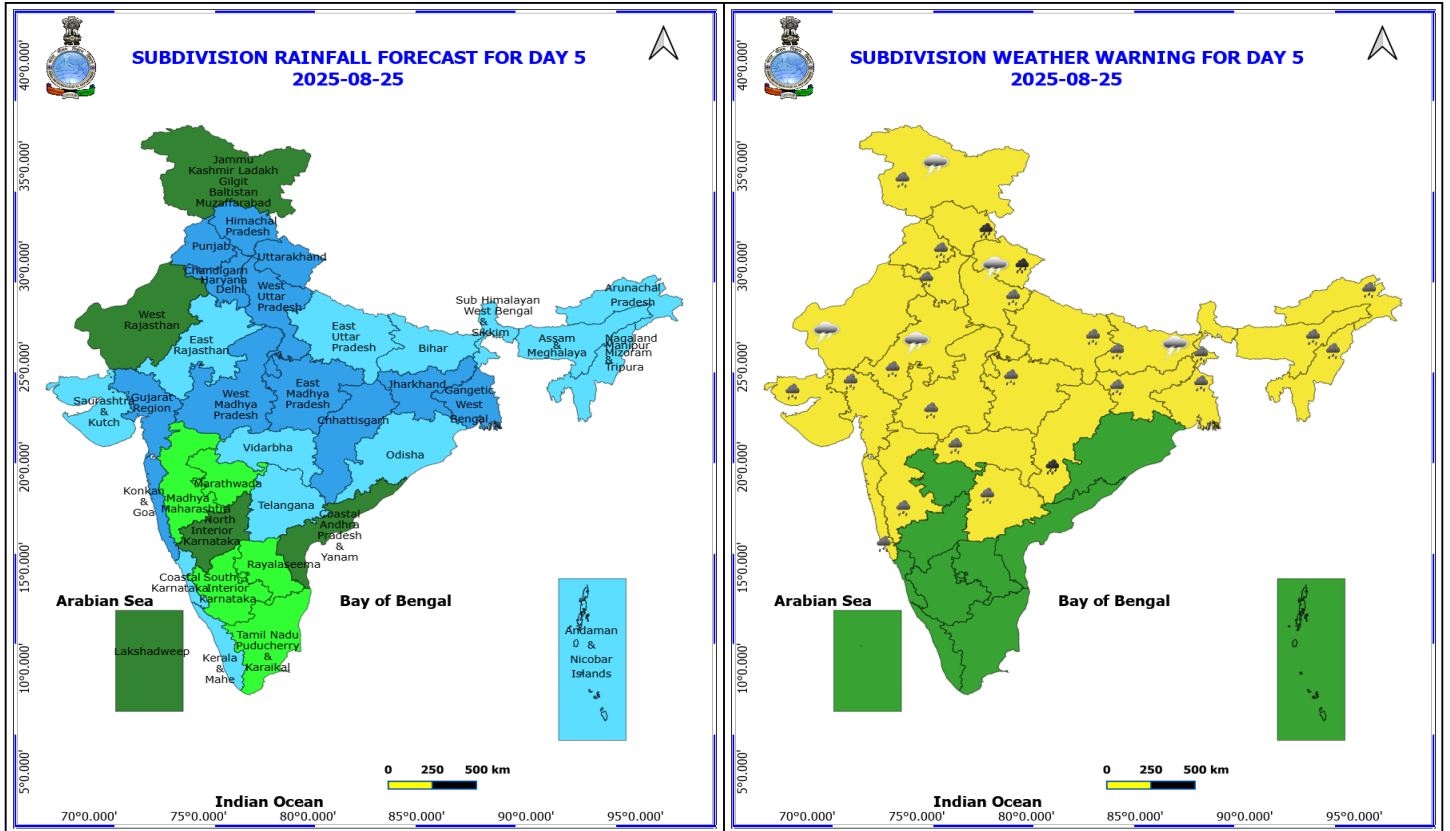 SUBDIVISION RAINFALL FORECAST FOR DAY 5
2025-08-25
40°0.000'
35°0.000'
30°0.000'
25°0.000'
20°0.000'
15°0.000'
10°0.000'
5°0.000'
Jammu
Kashmir Ladakh
Gilgit
Baltistan
Muzaffarabad
Himachal
Pradesh
Punjab
Uttarakhand
Chandigarh
Haryana
Delhi
West
Uttar
Pradesh
West
Rajasthan
East
Rajasthan
East
Uttar
Pradesh
Bihar
Sub Himalayan
West Bengal
&
Sikkim
Arunachal
Pradesh
Assam
&
Meghalaya
Nagaland
Manipur
Mizoram
&
Tripura
Saurashtra
&
Kutch
Gujarat
Region
West
Madhya
Pradesh
East
Madhya
Pradesh
Jharkhand
Gangetic
West
Bengal
Chhattisgarh
Vidarbha
Odisha
Konkan
&
Goa
Madhya
Maharashtra
Marathwada
Telangana
North
Interior
Karnataka
Coastal
Andhra
Pradesh
&
Yanam
Rayalaseema
Coastal
Karnataka
South
Interior
Karnataka
Tamil Nadu
Puducherry
&
Karaikal
Kerala
&
Mahe
Lakshadweep
Andaman
&
Nicobar
Islands
Arabian Sea
Bay of Bengal
0 250 500 km
Indian Ocean
70°0.000' 75°0.000' 80°0.000' 85°0.000' 90°0.000' 95°0.000'
SUBDIVISION WEATHER WARNING FOR DAY 5
2025-08-25
40°0.000'
35°0.000'
30°0.000'
25°0.000'
20°0.000'
15°0.000'
10°0.000'
5°0.000'
Arabian Sea
Bay of Bengal
0 250 500 km
Indian Ocean
70°0.000' 75°0.000' 80°0.000' 85°0.000' 90°0.000' 95°0.000'